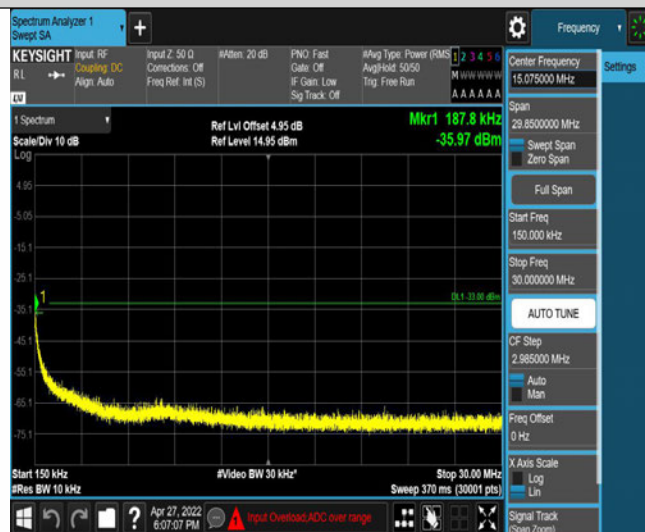 Spectrum Analyzer 1
Swept SA
+
Frequency
KEYSIGHT
RL
LXI
Input: RF
Coupling: DC
Align: Auto
Input Z: 50 Ω
Corrections: Off
Freq Ref: Int (S)
#Atten: 20 dB
PNO: Fast
Gate: Off
IF Gain: Low
Sig Track: Off
#Avg Type: Power (RMS
Avg|Hold: 50/50
Trig: Free Run
1 2 3 4 5 6
M W W W W W
A A A A A A
1 Spectrum
Scale/Div 10 dB
Ref Lvl Offset 4.95 dB
Ref Level 14.95 dBm
Mkr1 187.8 kHz
-35.97 dBm
Log
4.95
-5.05
-15.1
-25.1
-35.1
-45.1
-55.1
-65.1
-75.1
1
DL1 -33.00 dBm
Start 150 kHz
#Res BW 10 kHz
#Video BW 30 kHz*
Stop 30.00 MHz
Sweep 370 ms (30001 pts)
Center Frequency
15.075000 MHz
Settings
Span
29.8500000 MHz
Swept Span
Zero Span
Full Span
Start Freq
150.000 kHz
Stop Freq
30.000000 MHz
AUTO TUNE
CF Step
2.985000 MHz
Auto
Man
Freq Offset
0 Hz
X Axis Scale
Log
Lin
Signal Track
(Span Zoom)
?
Apr 27, 2022
6:07:07 PM
1
Input Overload;ADC over range